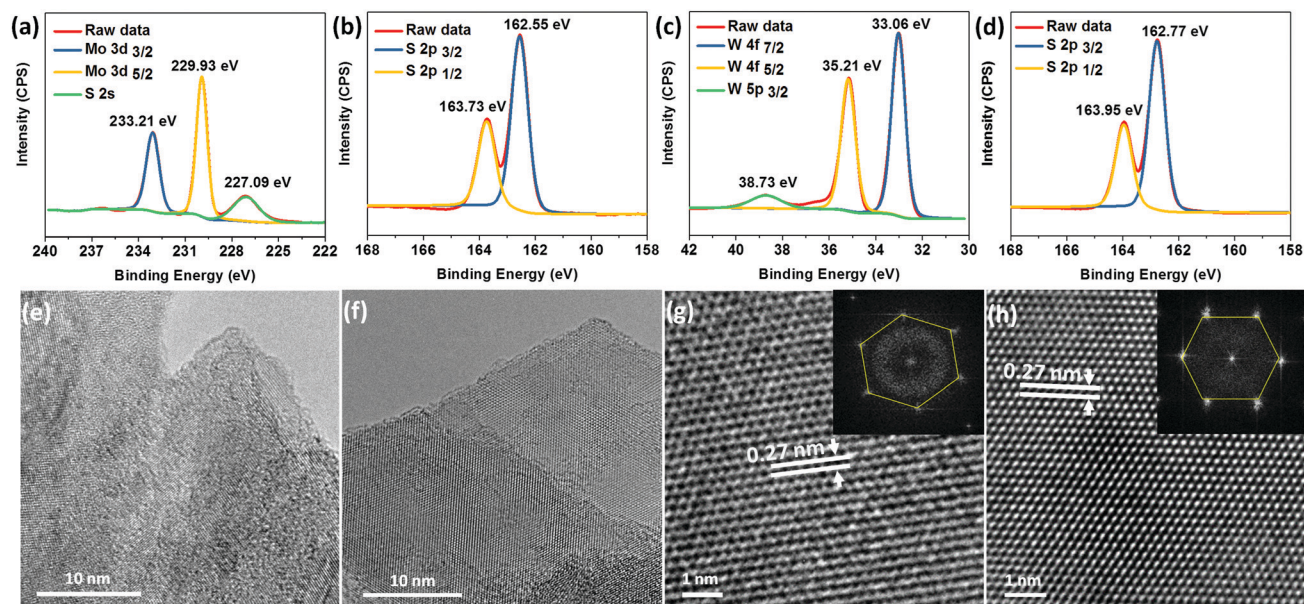 (a)
Raw data
Mo 3d 3/2
Mo 3d 5/2
S 2s
229.93 eV
233.21 eV
227.09 eV
Intensity (CPS)
240 237 234 231 228 225 222
Binding Energy (eV)
(b)
Raw data
S 2p 3/2
S 2p 1/2
162.55 eV
163.73 eV
Intensity (CPS)
168 166 164 162 160 158
Binding Energy (eV)
(c)
Raw data
W 4f 7/2
W 4f 5/2
W 5p 3/2
33.06 eV
35.21 eV
38.73 eV
Intensity (CPS)
42 40 38 36 34 32 30
Binding Energy (eV)
(d)
Raw data
S 2p 3/2
S 2p 1/2
162.77 eV
163.95 eV
Intensity (CPS)
168 166 164 162 160 158
Binding Energy (eV)
(e)
10 nm
(f)
10 nm
(g)
0.27 nm
1 nm
(h)
0.27 nm
1 nm